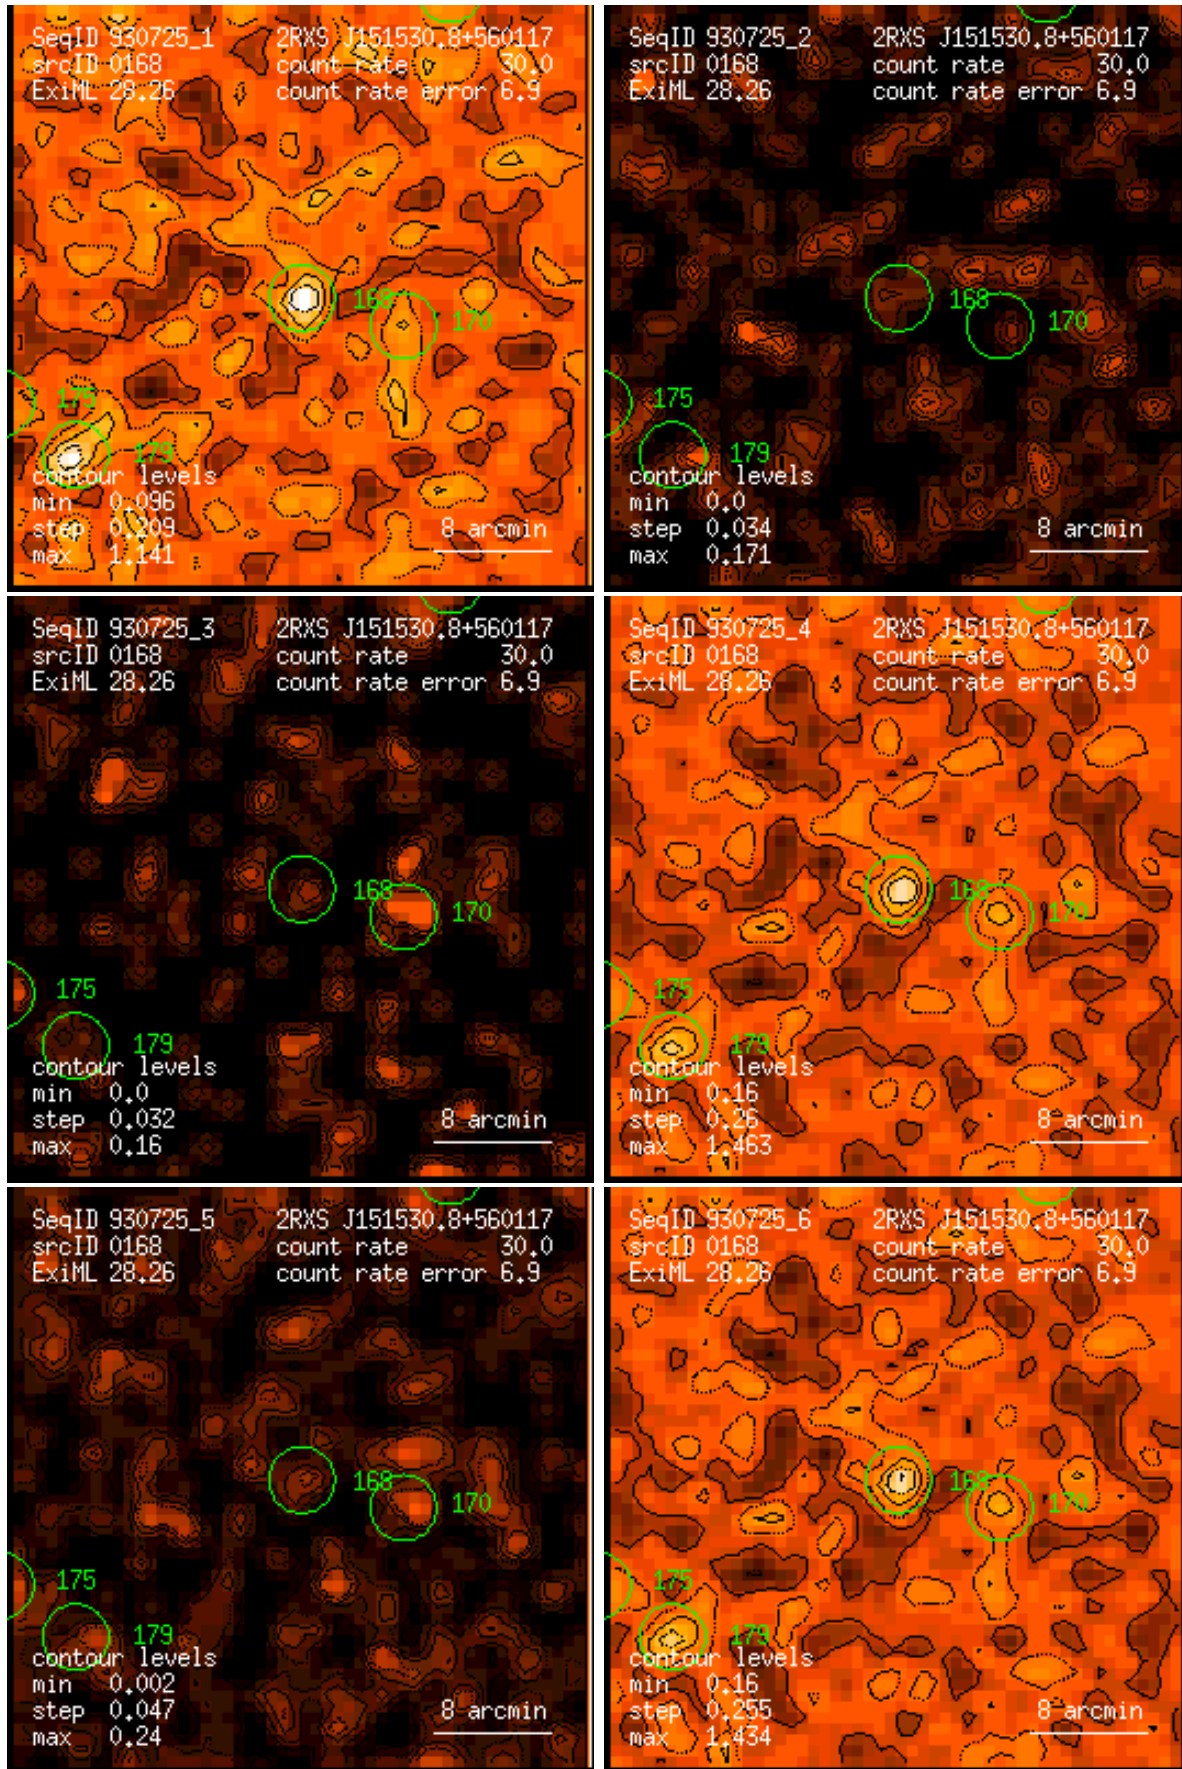 SeqID 930725_1 2RXS J151530.8+560117
srcID 0168 count rate 30.0
ExiML 28.26 count rate error 6.9
168
170
175
179
contour levels
min 0.096
step 0.209 8 arcmin
max 1.141
SeqID 930725_2 2RXS J151530.8+560117
srcID 0168 count rate 30.0
ExiML 28.26 count rate error 6.9
168
170
175
179
contour levels
min 0.0
step 0.034 8 arcmin
max 0.171
SeqID 930725_3 2RXS J151530.8+560117
srcID 0168 count rate 30.0
ExiML 28.26 count rate error 6.9
168
170
175
179
contour levels
min 0.0
step 0.032 8 arcmin
max 0.16
SeqID 930725_4 2RXS J151530.8+560117
srcID 0168 count rate 30.0
ExiML 28.26 count rate error 6.9
168
170
175
179
contour levels
min 0.16
step 0.26 8 arcmin
max 1.463
SeqID 930725_5 2RXS J151530.8+560117
srcID 0168 count rate 30.0
ExiML 28.26 count rate error 6.9
168
170
175
179
contour levels
min 0.002
step 0.047 8 arcmin
max 0.24
SeqID 930725_6 2RXS J151530.8+560117
srcID 0168 count rate 30.0
ExiML 28.26 count rate error 6.9
168
170
175
179
contour levels
min 0.16
step 0.255 8 arcmin
max 1.434